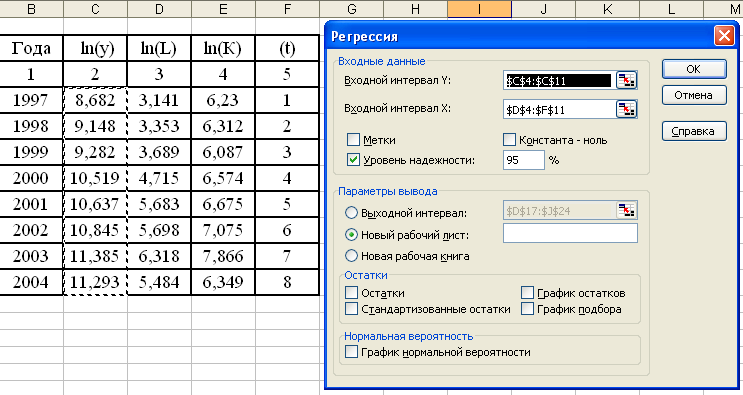 B C D E F G H I J K L M
Года ln(y) ln(L) ln(K) (t)
1 2 3 4 5
1997 8,682 3,141 6,23 1
1998 9,148 3,353 6,312 2
1999 9,282 3,689 6,087 3
2000 10,519 4,715 6,574 4
2001 10,637 5,683 6,675 5
2002 10,845 5,698 7,075 6
2003 11,385 6,318 7,866 7
2004 11,293 5,484 6,349 8
Регрессия
Входные данные
Входной интервал Y: $C$4:$C$11
Входной интервал X: $D$4:$F$11
Метки Константа - ноль
Уровень надежности: 95 %
OK
Отмена
Справка
Параметры вывода
Выходной интервал: $D$17:$J$24
Новый рабочий лист:
Новая рабочая книга
Остатки
Остатки График остатков
Стандартизованные остатки График подбора
Нормальная вероятность
График нормальной вероятности